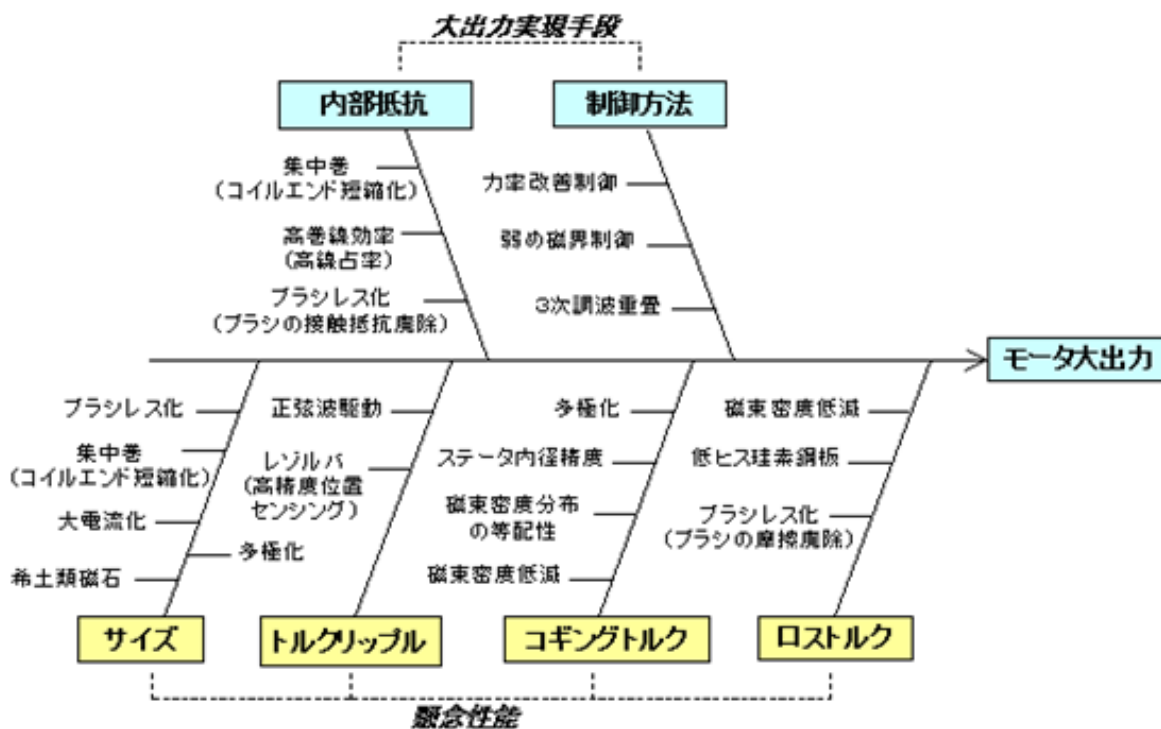 大出力実現手段
内部抵抗
制御方法
集中巻
(コイルエンド短縮化)
高巻線効率
(高線占率)
ブラシレス化
(ブラシの接触抵抗廃除)
力率改善制御
弱め磁界制御
3次調波重畳
モータ大出力
ブラシレス化
集中巻
(コイルエンド短縮化)
大電流化
多極化
希土類磁石
正弦波駆動
レゾルバ
(高精度位置
センシング)
多極化
ステータ内径精度
磁束密度分布
の等配性
磁束密度低減
磁束密度低減
低ヒス珪素鋼板
ブラシレス化
(ブラシの摩擦廃除)
サイズ
トルクリップル
コギングトルク
ロストルク
懸念性能